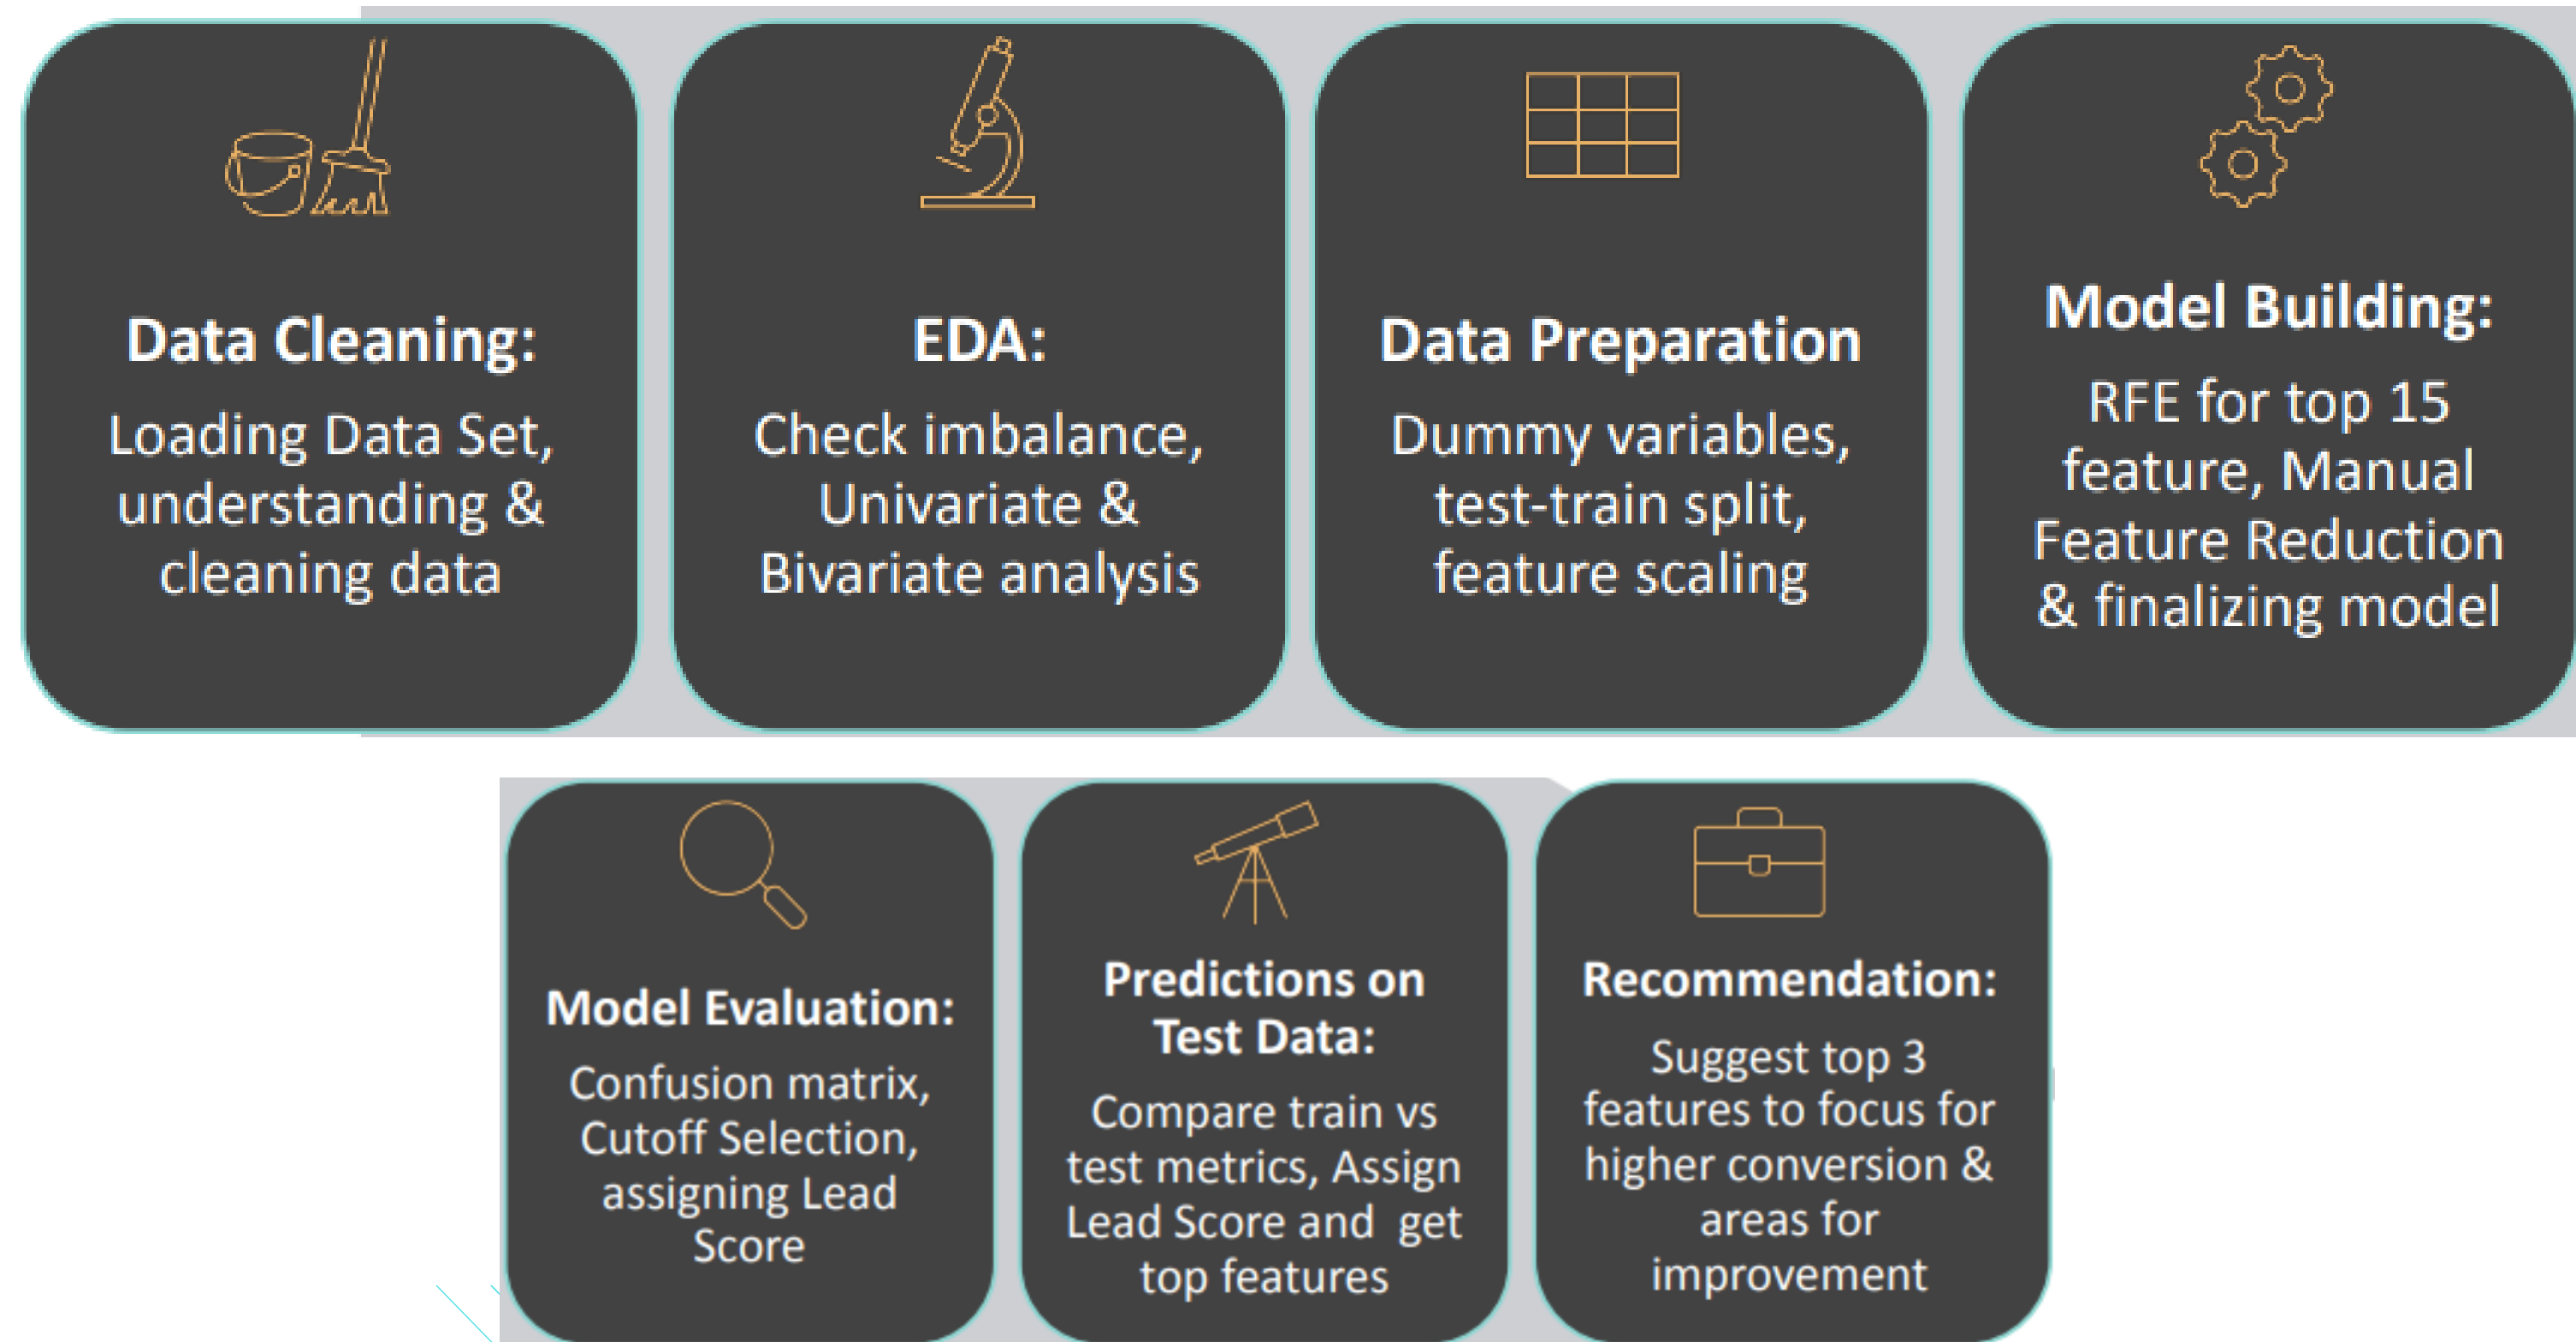 Data Cleaning:
Loading Data Set,
understanding &
cleaning data
EDA:
Check imbalance,
Univariate &
Bivariate analysis
Data Preparation
Dummy variables,
test-train split,
feature scaling
Model Building:
RFE for top 15
feature, Manual
Feature Reduction
& finalizing model
Model Evaluation:
Confusion matrix,
Cutoff Selection,
assigning Lead
Score
Predictions on
Test Data:
Compare train vs
test metrics, Assign
Lead Score and  get
top features
Recommendation:
Suggest top 3
features to focus for
higher conversion &
areas for
improvement